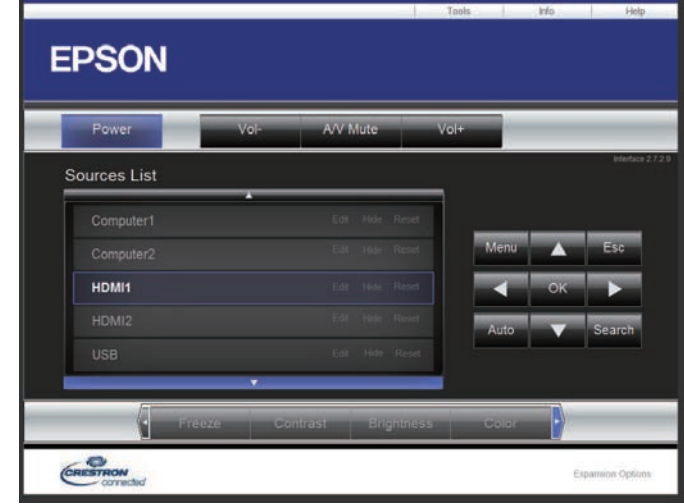 Tools Info Help
EPSON
Power Vol- A/V Mute Vol+
Interface 2.7.2.9
Sources List
Computer1 Edit Hide Reset
Computer2 Edit Hide Reset
HDMI1 Edit Hide Reset
HDMI2 Edit Hide Reset
USB Edit Hide Reset
Menu Esc
OK
Auto Search
Freeze Contrast Brightness Color
CRESTRON connected
Expansion Options